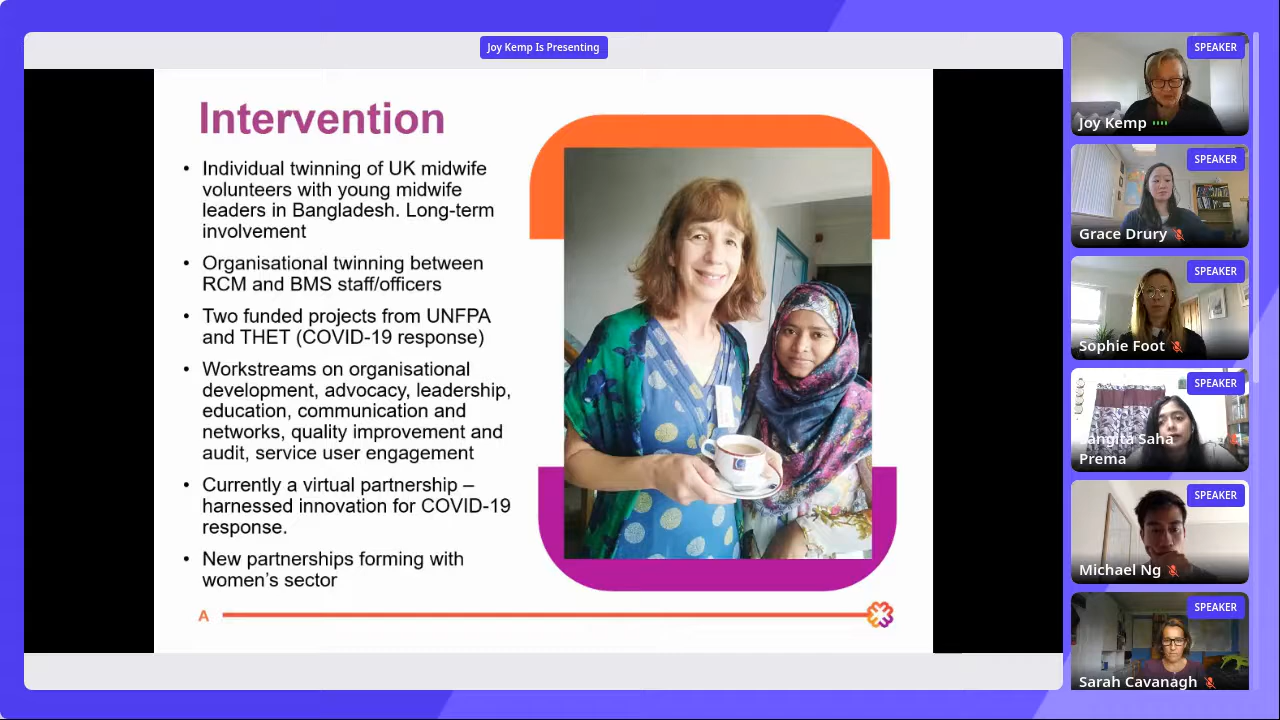 Joy Kemp Is Presenting
Intervention
• Individual twinning of UK midwife
volunteers with young midwife
leaders in Bangladesh. Long-term
involvement
• Organisational twinning between
RCM and BMS staff/officers
• Two funded projects from UNFPA
and THET (COVID-19 response)
• Workstreams on organisational
development, advocacy, leadership,
education, communication and
networks, quality improvement and
audit, service user engagement
• Currently a virtual partnership –
harnessed innovation for COVID-19
response.
• New partnerships forming with
women’s sector
A
SPEAKER
Joy Kemp
SPEAKER
Grace Drury
SPEAKER
Sophie Foot
SPEAKER
Sangita Saha
Prema
SPEAKER
Michael Ng
SPEAKER
Sarah Cavanagh